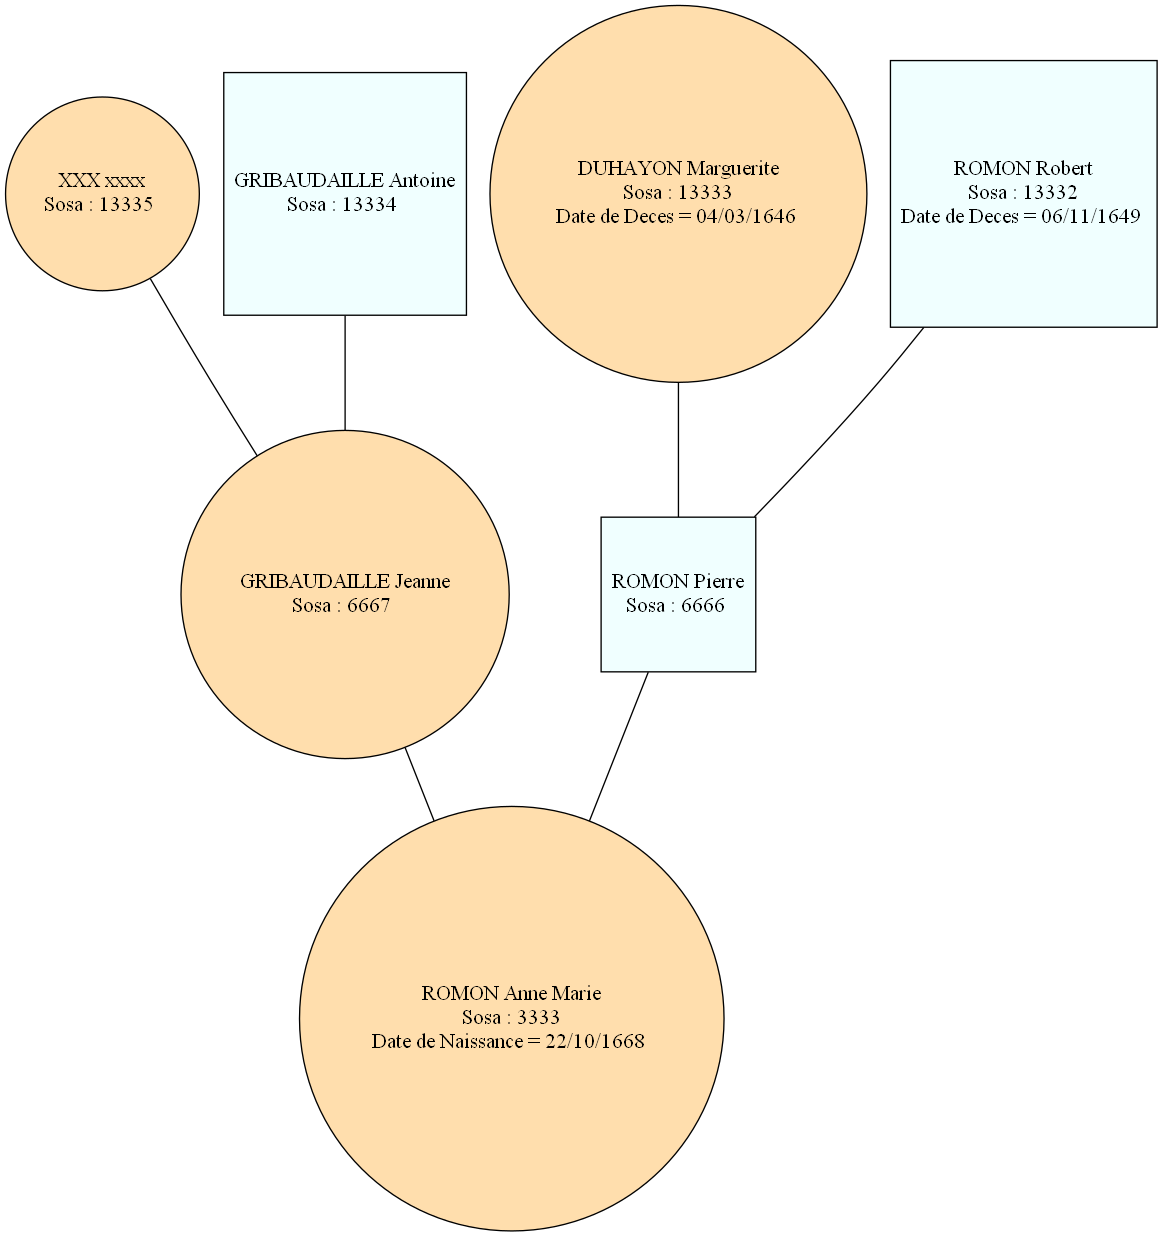 XXX xxxx
Sosa : 13335
GRIBAUDAILLE Antoine
Sosa : 13334
DUHAYON Marguerite
Sosa : 13333
Date de Deces = 04/03/1646
ROMON Robert
Sosa : 13332
Date de Deces = 06/11/1649
GRIBAUDAILLE Jeanne
Sosa : 6667
ROMON Pierre
Sosa : 6666
ROMON Anne Marie
Sosa : 3333
Date de Naissance = 22/10/1668